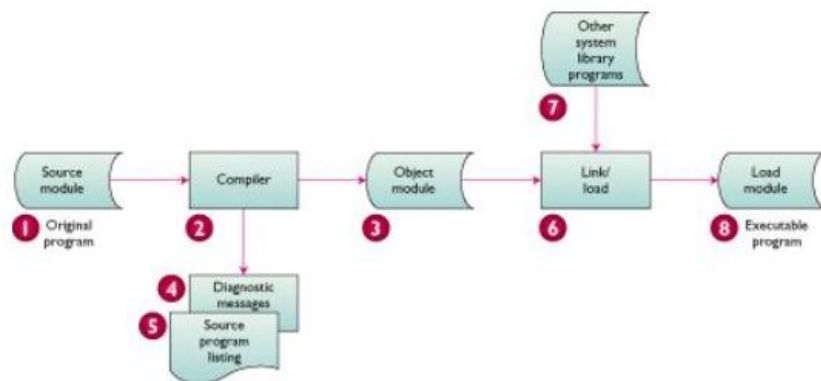 Other
system
library
programs
7
Source
module
Compiler
Object
module
Link/
load
Load
module
1
Original
program
2
3
6
8
Executable
program
4
Diagnostic
messages
5
Source
program
listing